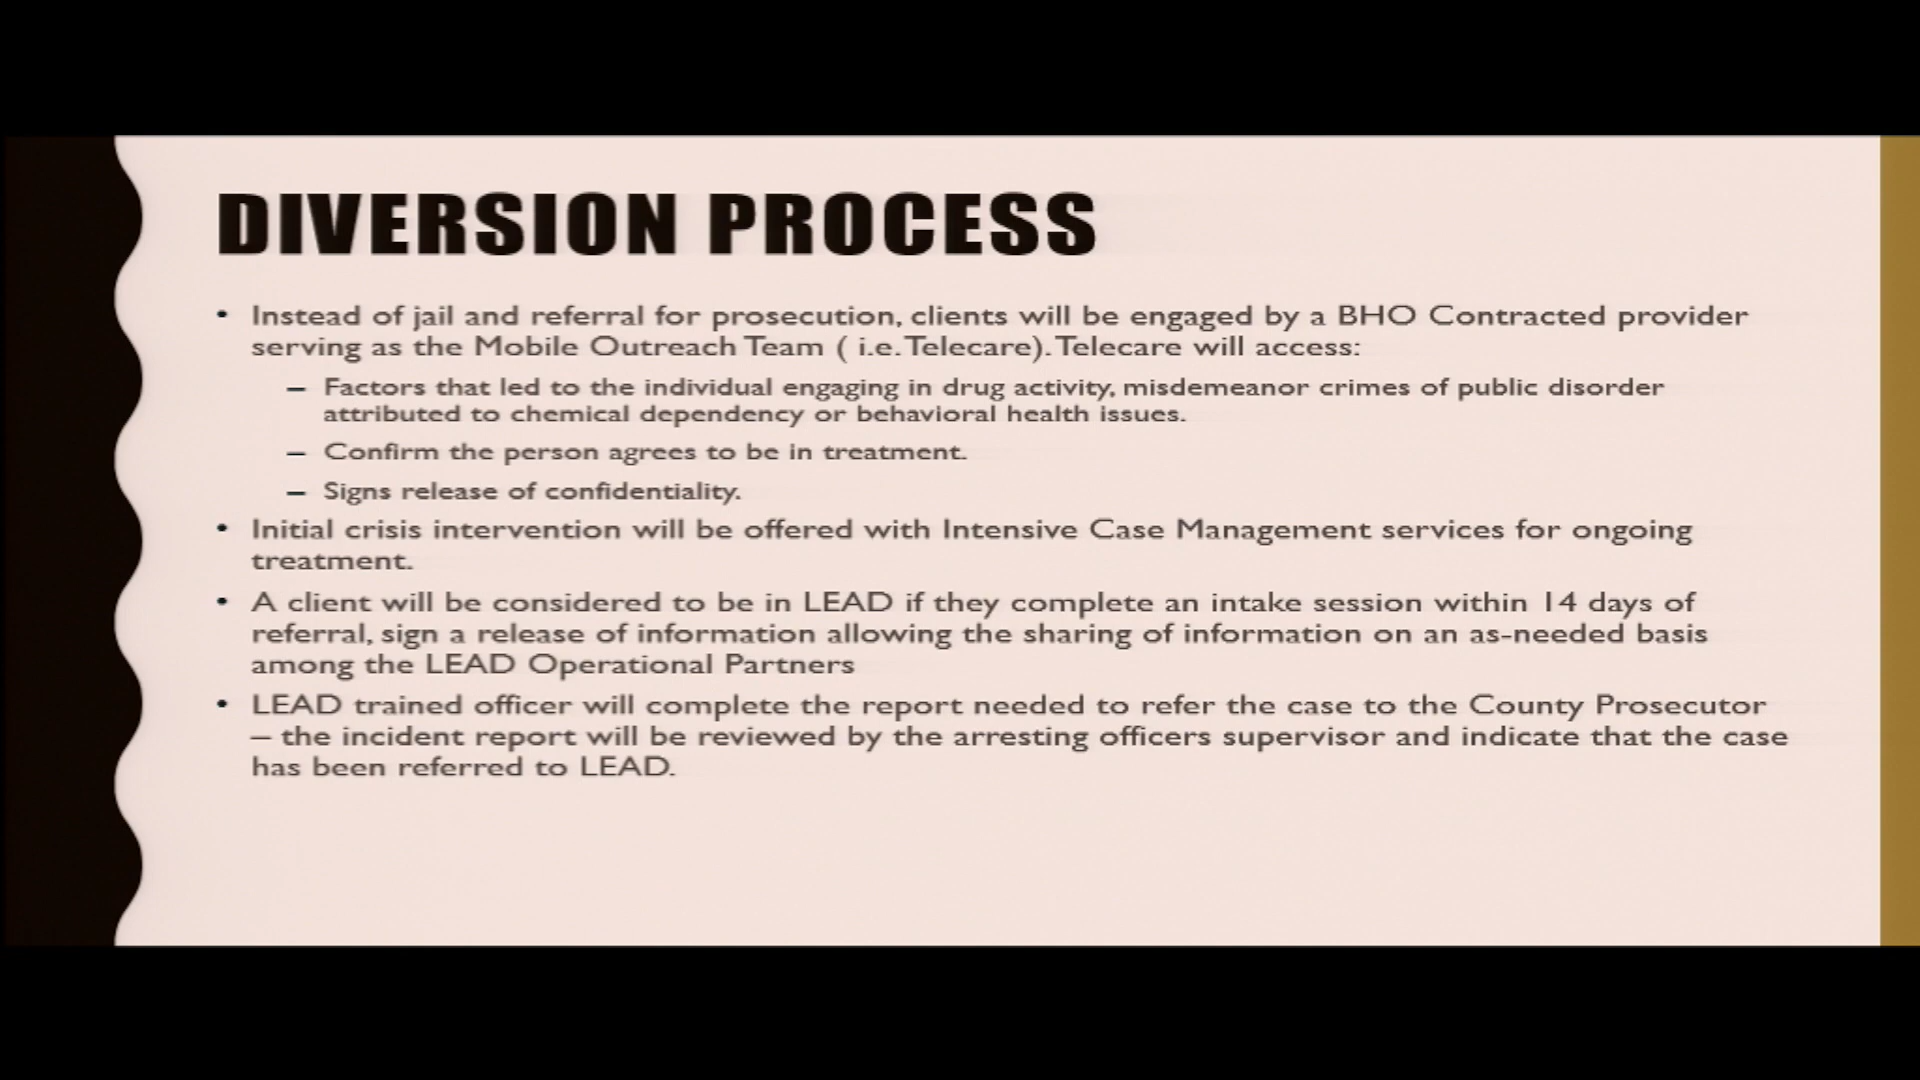 DIVERSION PROCESS
• Instead of jail and referral for prosecution, clients will be engaged by a BHO Contracted provider
serving as the Mobile Outreach Team ( i.e. Telecare). Telecare will access:
– Factors that led to the individual engaging in drug activity, misdemeanor crimes of public disorder
attributed to chemical dependency or behavioral health issues.
– Confirm the person agrees to be in treatment.
– Signs release of confidentiality.
• Initial crisis intervention will be offered with Intensive Case Management services for ongoing
treatment.
• A client will be considered to be in LEAD if they complete an intake session within 14 days of
referral, sign a release of information allowing the sharing of information on an as-needed basis
among the LEAD Operational Partners
• LEAD trained officer will complete the report needed to refer the case to the County Prosecutor
– the incident report will be reviewed by the arresting officers supervisor and indicate that the case
has been referred to LEAD.